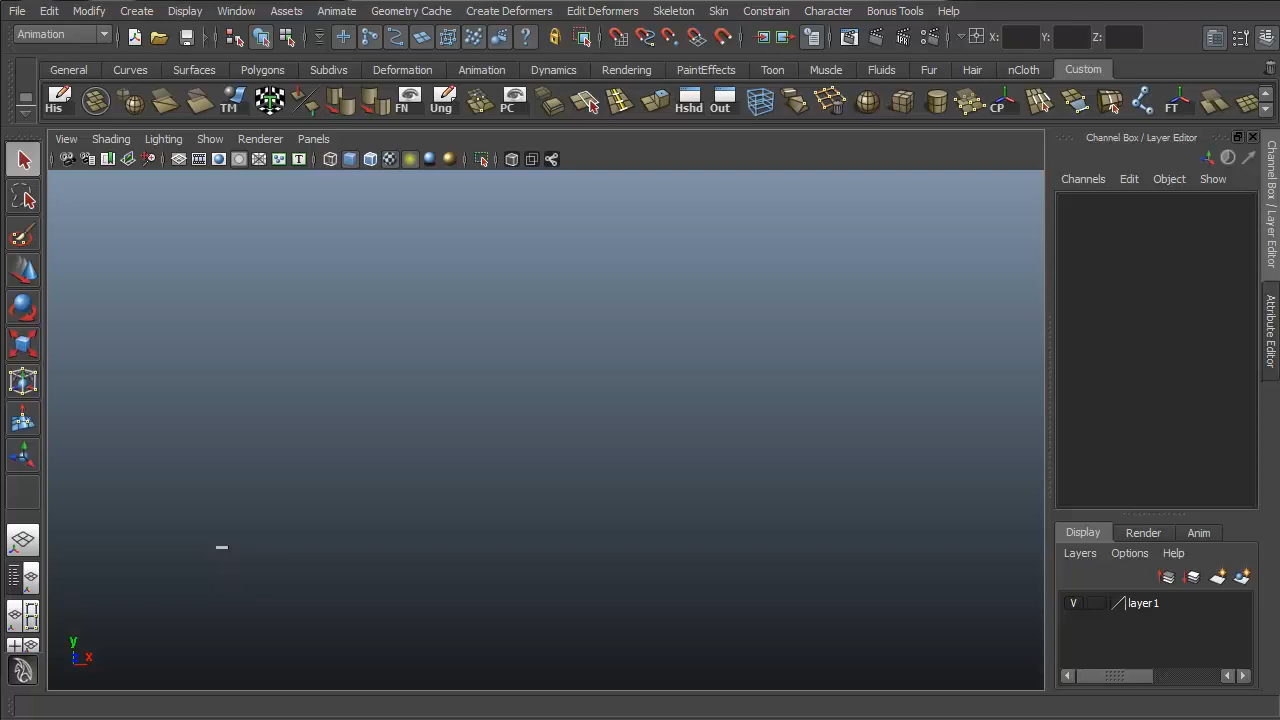 File Edit Modify Create Display Window Assets Animate Geometry Cache Create Deformers Edit Deformers Skeleton Skin Constrain Character Bonus Tools Help
Animation X: Y: Z:
General Curves Surfaces Polygons Subdivs Deformation Animation Dynamics Rendering PaintEffects Toon Muscle Fluids Fur Hair nCloth Custom
His TM FN Ung PC Hshd Out CP FT
View Shading Lighting Show Renderer Panels
Channel Box / Layer Editor
T
Channels Edit Object Show
Channel Box / Layer Editor
Attribute Editor
Display Render Anim
Layers Options Help
V layer1
y
x